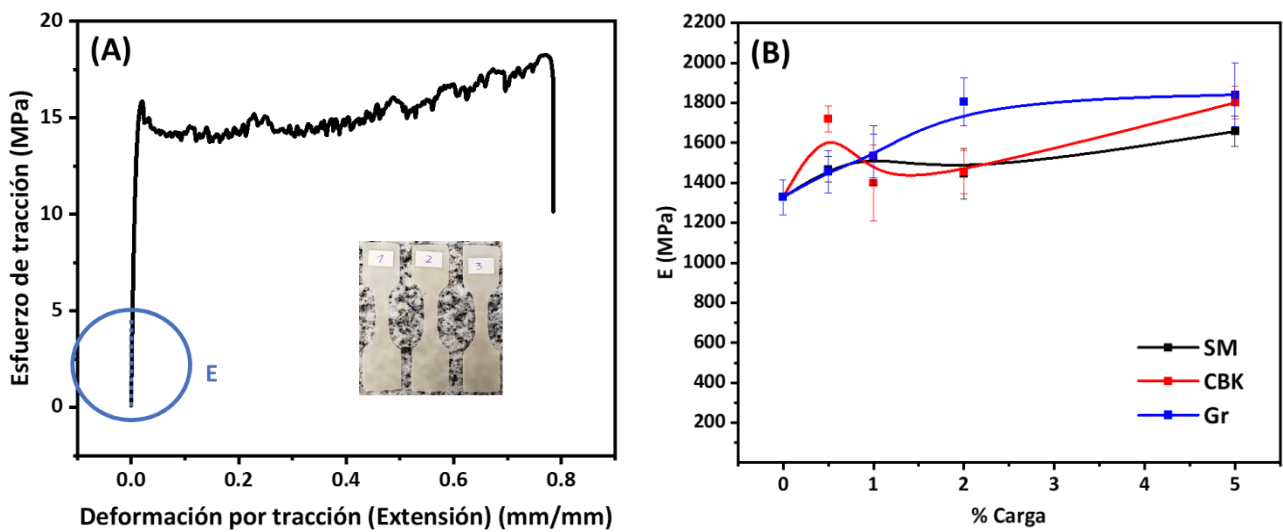 (A)
20
15
10
5
0
Esfuerzo de tracción (MPa)
E
1 2 3
0.0 0.2 0.4 0.6 0.8
Deformación por tracción (Extensión) (mm/mm)
(B)
2200
2000
1800
1600
1400
1200
1000
800
600
400
200
E (MPa)
SM
CBK
Gr
0 1 2 3 4 5
% Carga